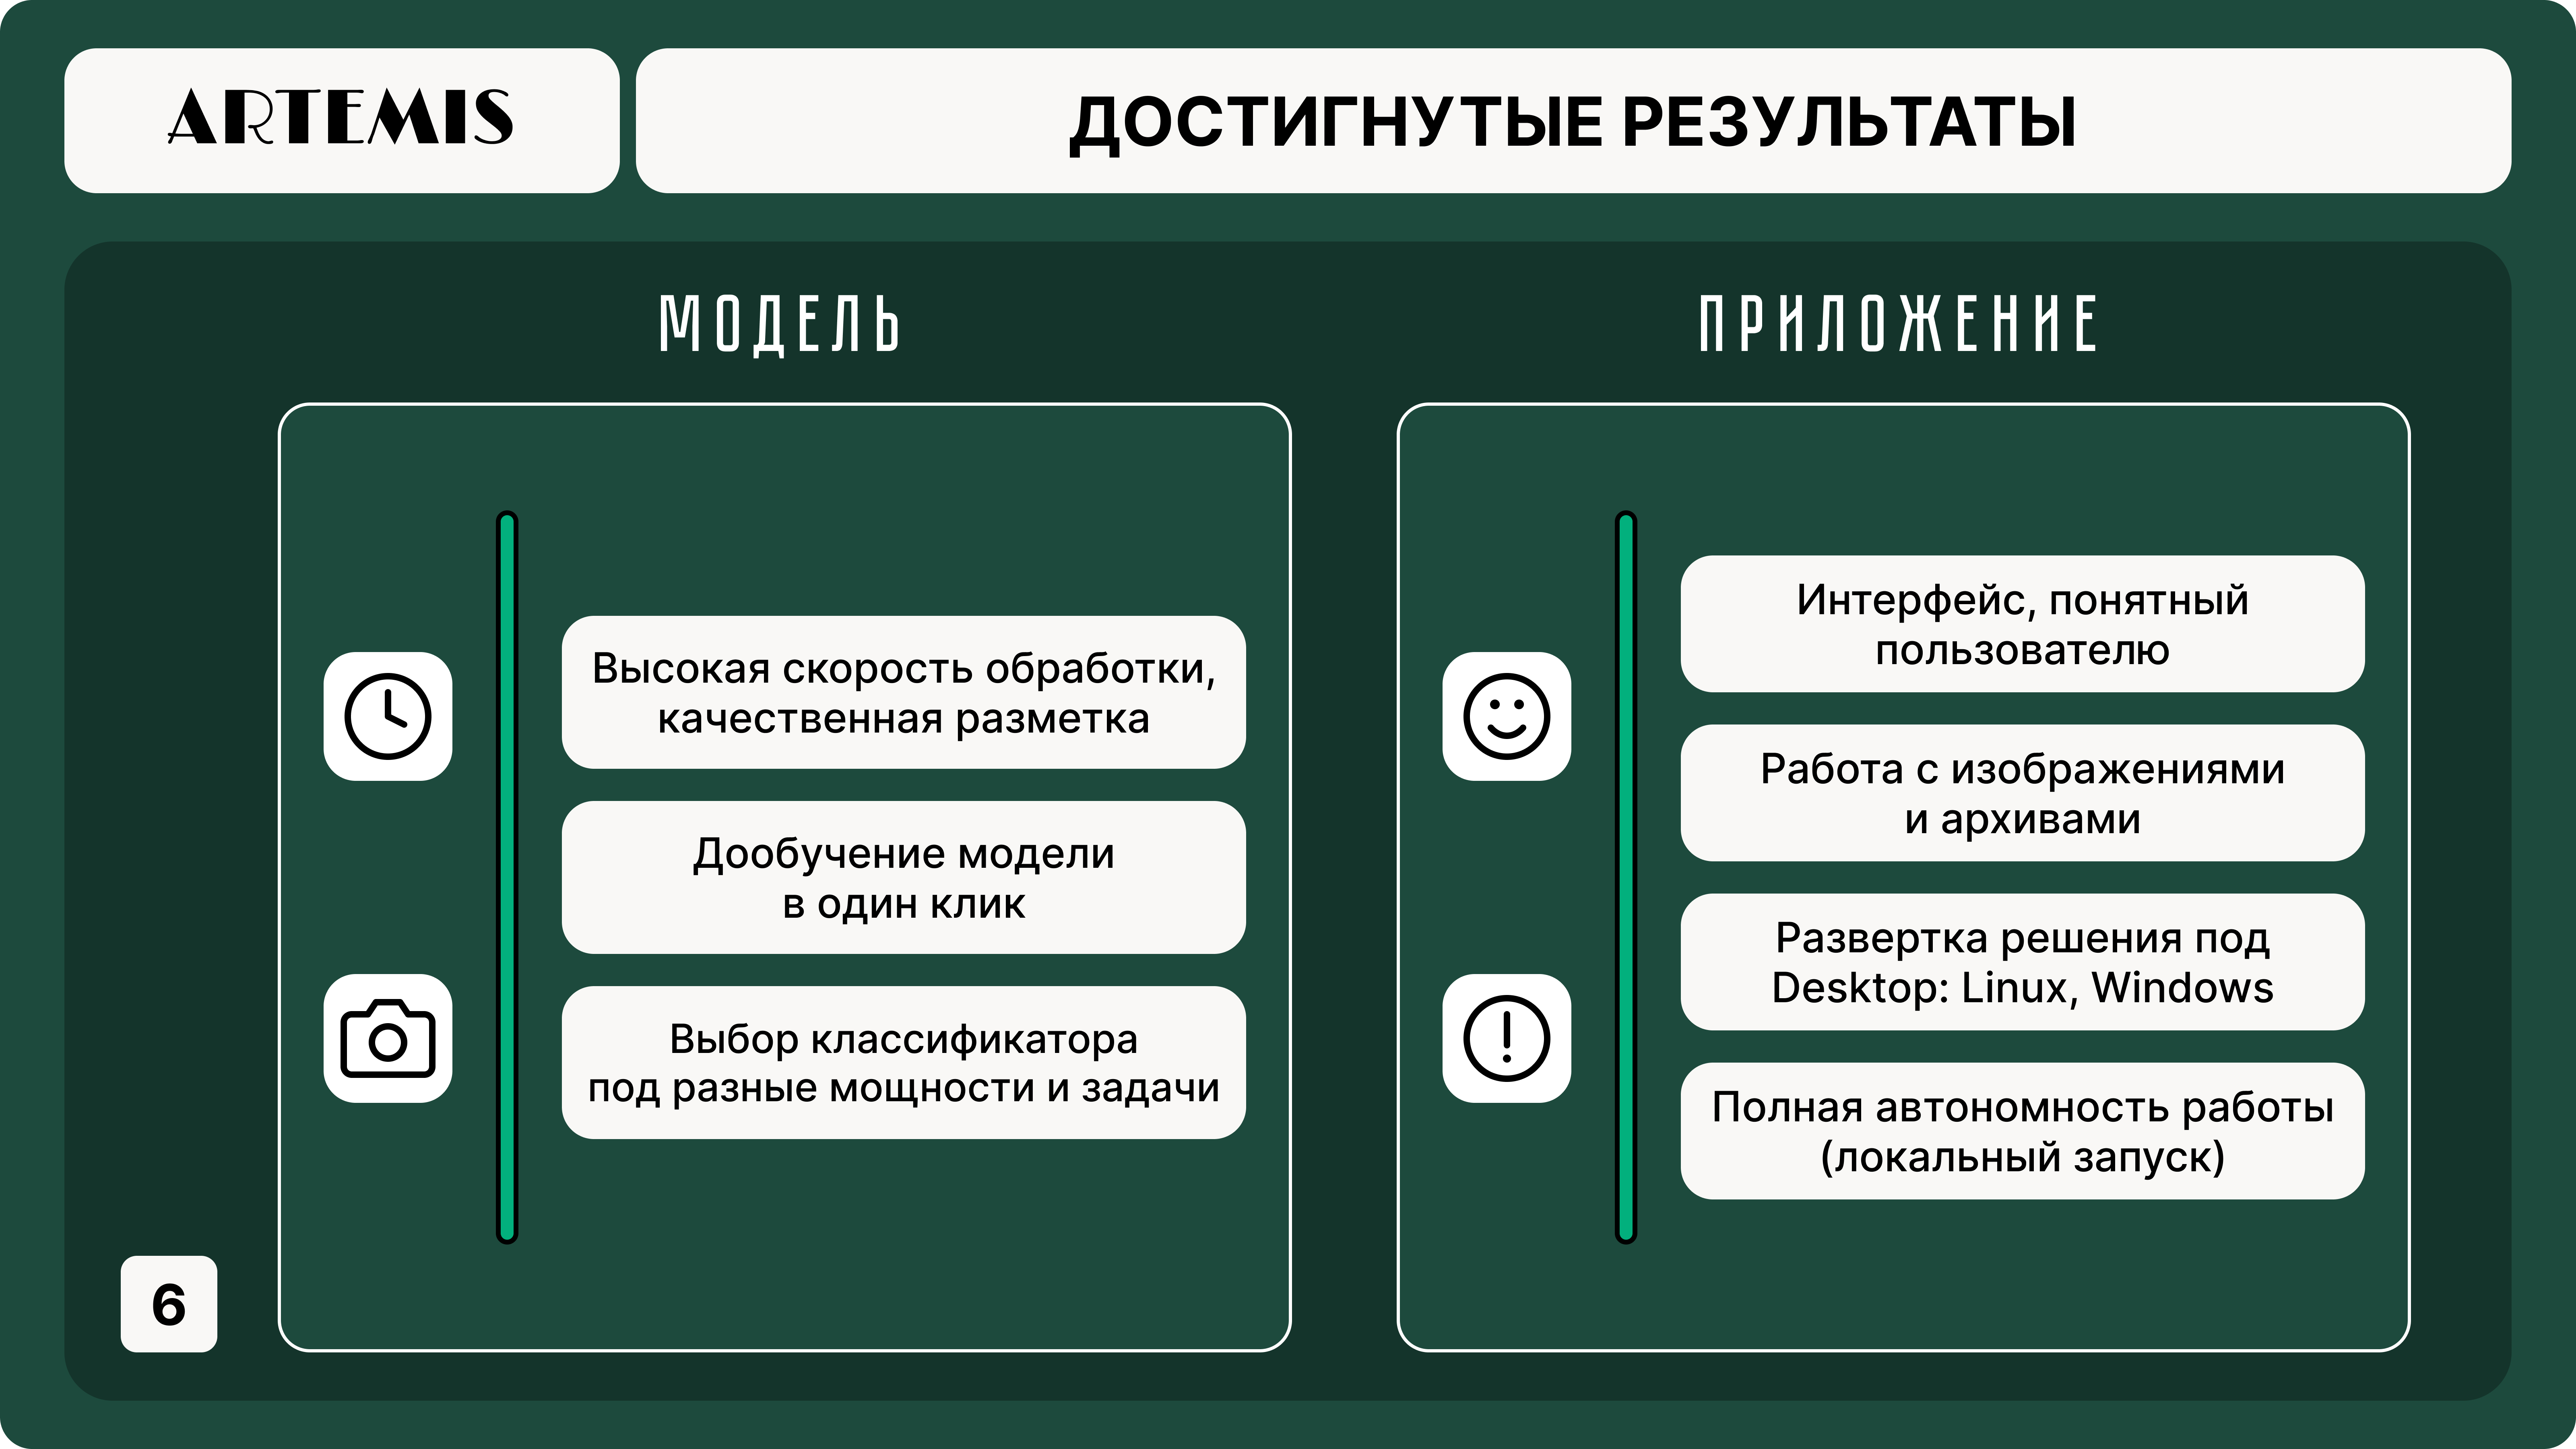 ARTEMIS
ДОСТИГНУТЫЕ РЕЗУЛЬТАТЫ
МОДЕЛЬ
Высокая скорость обработки,
качественная разметка
Дообучение модели
в один клик
Выбор классификатора
под разные мощности и задачи
ПРИЛОЖЕНИЕ
Интерфейс, понятный
пользователю
Работа с изображениями
и архивами
Развертка решения под
Desktop: Linux, Windows
Полная автономность работы
(локальный запуск)
6